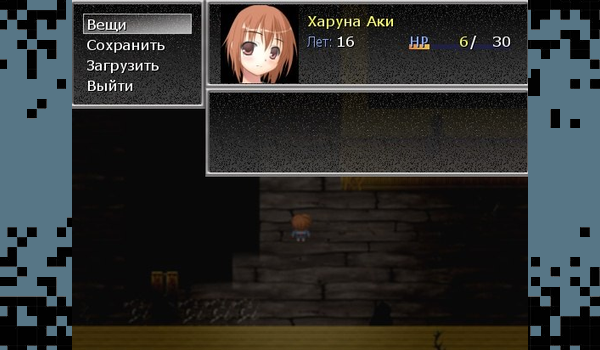 Вещи
Сохранить
Загрузить
Выйти
Харуна Аки
Лет: 16 HP 6/ 30